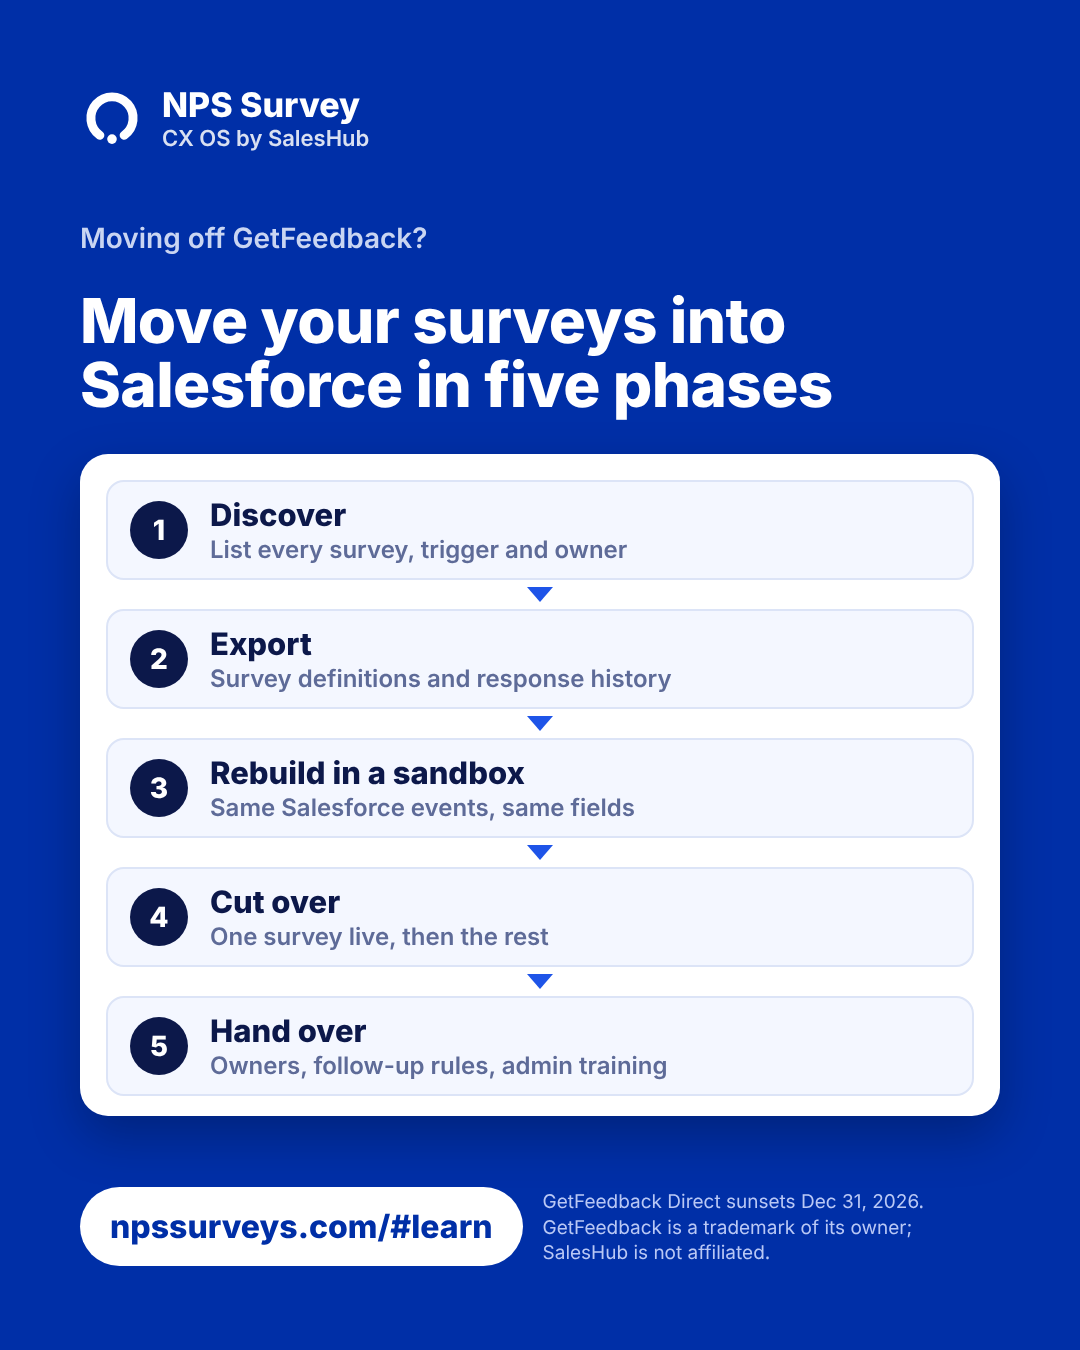 NPS Survey
CX OS by SalesHub
Moving off GetFeedback?
Move your surveys into
Salesforce in five phases
1
Discover
List every survey, trigger and owner
2
Export
Survey definitions and response history
3
Rebuild in a sandbox
Same Salesforce events, same fields
4
Cut over
One survey live, then the rest
5
Hand over
Owners, follow-up rules, admin training
npssurveys.com/#learn
GetFeedback Direct sunsets Dec 31, 2026.
GetFeedback is a trademark of its owner;
SalesHub is not affiliated.